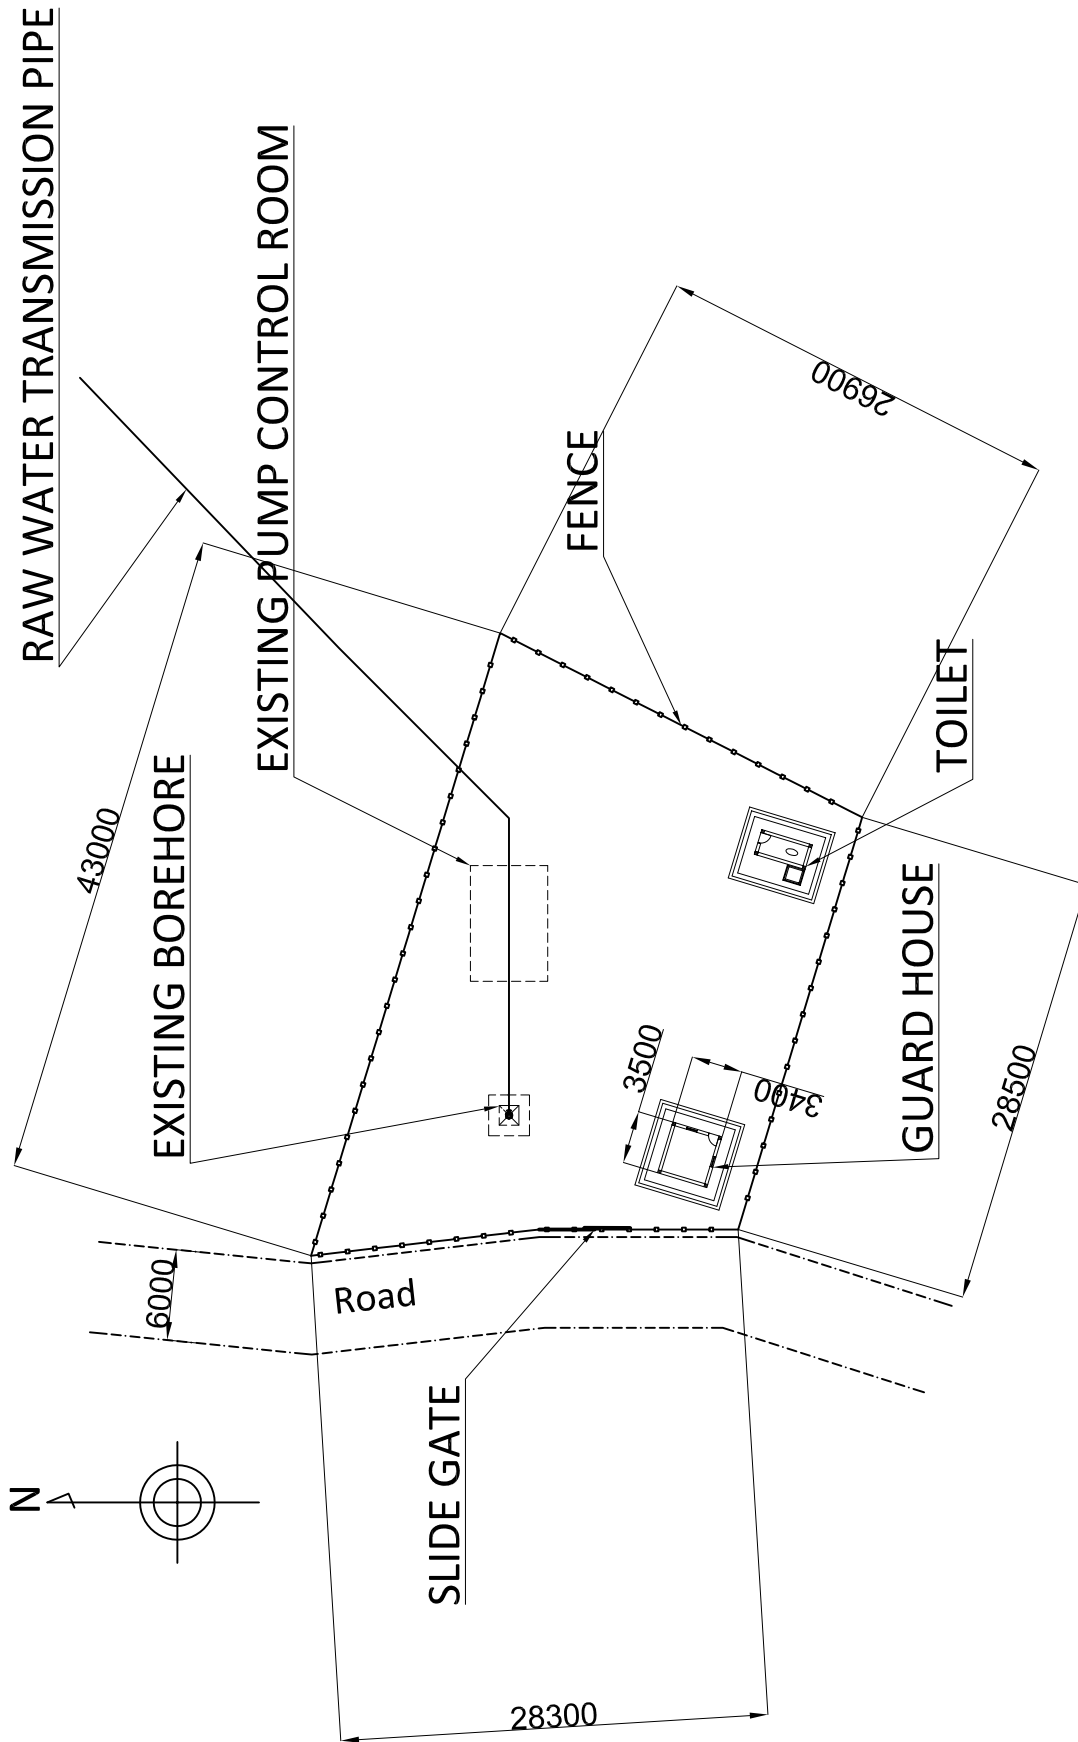 RAW WATER TRANSMISSION PIPE
EXISTING PUMP CONTROL ROOM
EXISTING BOREHORE
43000
26900
FENCE
TOILET
GUARD HOUSE
3500
3400
28500
6000
Road
SLIDE GATE
N
28300